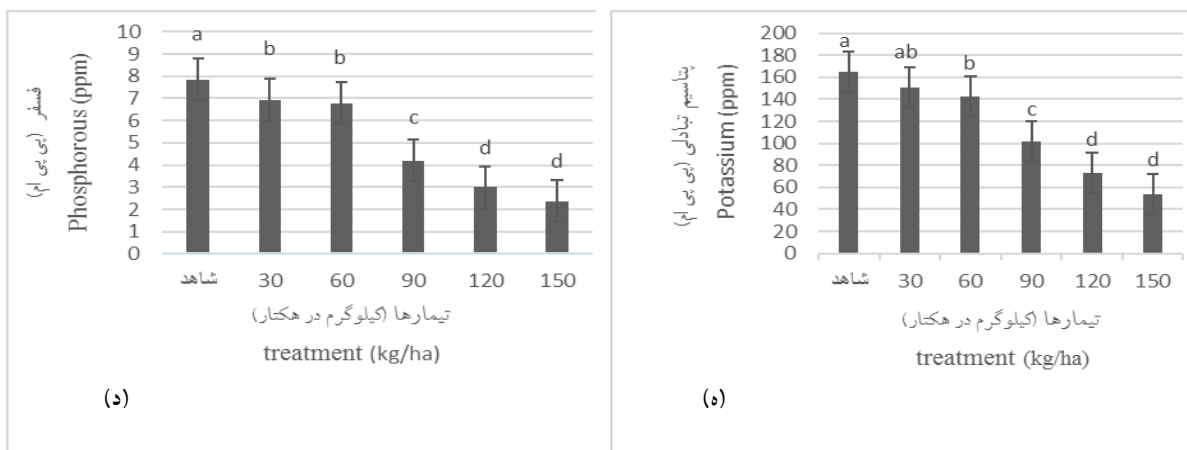 فسفر (پی پی ام)
Phosphorous (ppm)
10
9
8
7
6
5
4
3
2
1
0
a
b
b
c
d
d
شاهد 30 60 90 120 150
تیمارها (کیلوگرم در هکتار)
treatment (kg/ha)
(د)
پتاسیم تبادلی (پی پی ام)
Potassium (ppm)
200
180
160
140
120
100
80
60
40
20
0
a
ab
b
c
d
d
شاهد 30 60 90 120 150
تیمارها (کیلوگرم در هکتار)
treatment (kg/ha)
(ه)